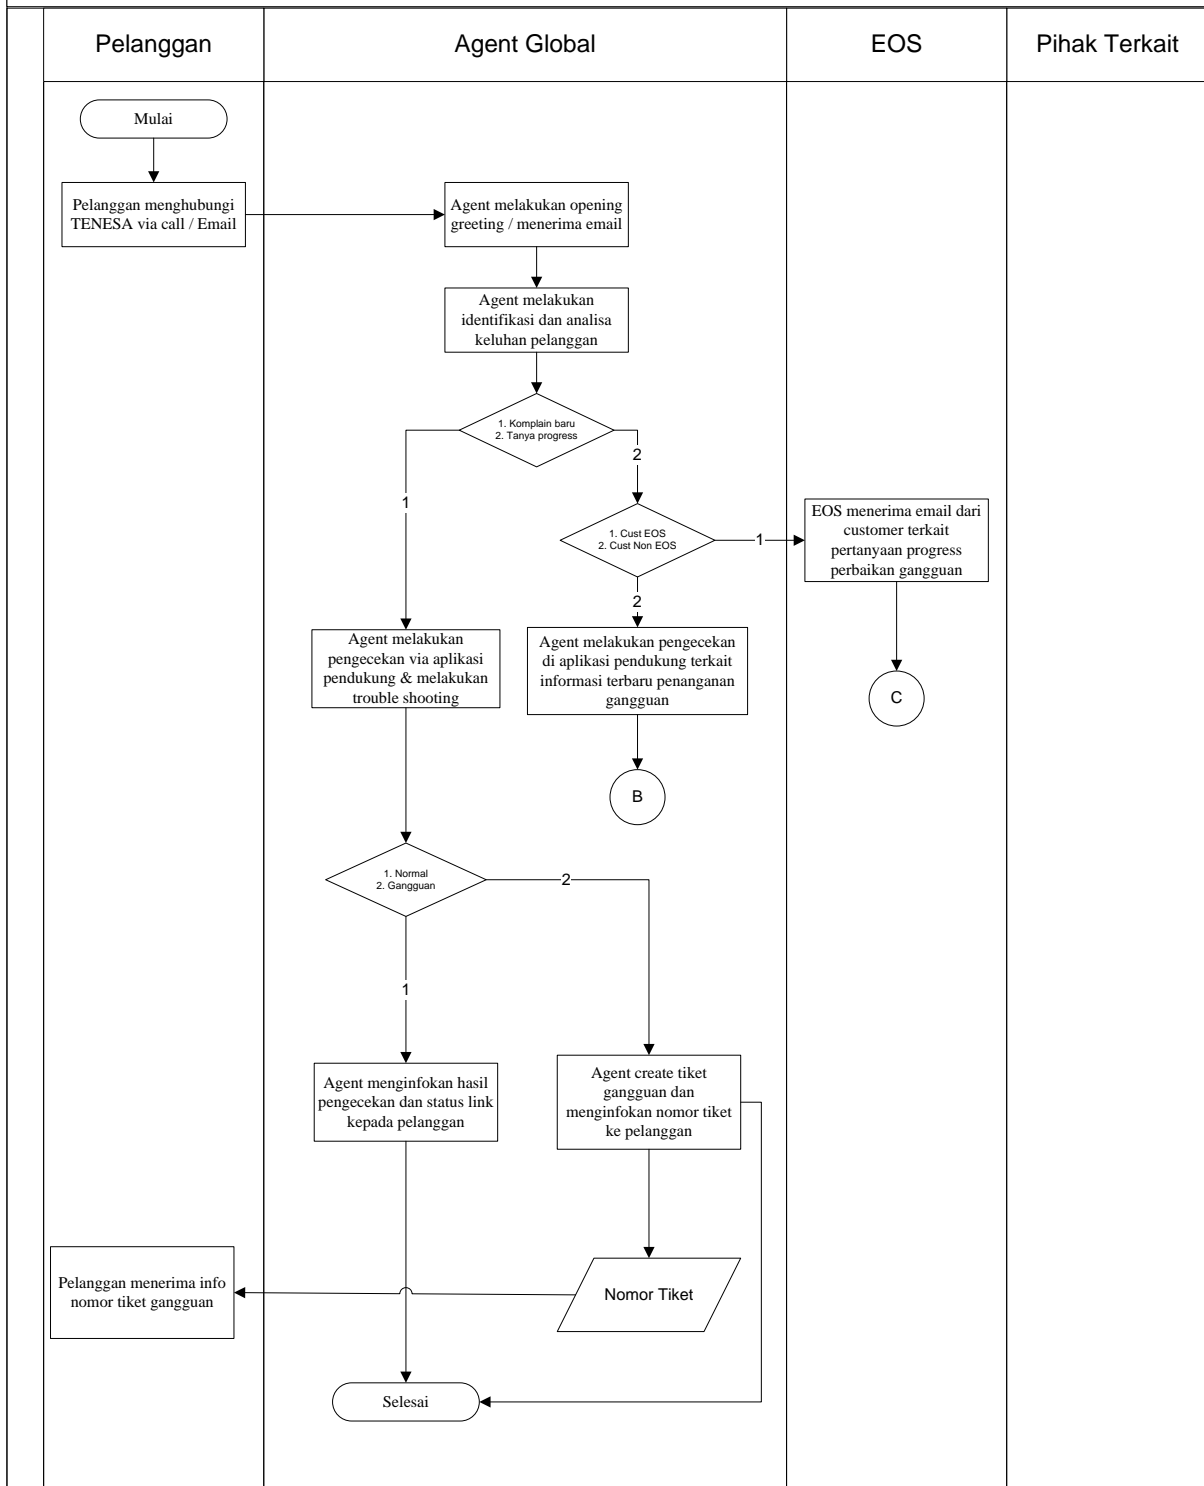 Pelanggan
Agent Global
EOS
Pihak Terkait
Mulai
Pelanggan menghubungi
TENESA via call / Email
Agent melakukan opening
greeting / menerima email
Agent melakukan
identifikasi dan analisa
keluhan pelanggan
1. Komplain baru
2. Tanya progress
2
1
1. Cust EOS
2. Cust Non EOS
1
EOS menerima email dari
customer terkait
pertanyaan progress
perbaikan gangguan
2
Agent melakukan
pengecekan via aplikasi
pendukung & melakukan
trouble shooting
Agent melakukan pengecekan
di aplikasi pendukung terkait
informasi terbaru penanganan
gangguan
C
B
1. Normal
2. Gangguan
2
1
Agent menginfokan hasil
pengecekan dan status link
kepada pelanggan
Agent create tiket
gangguan dan
menginfokan nomor tiket
ke pelanggan
Pelanggan menerima info
nomor tiket gangguan
Nomor Tiket
Selesai